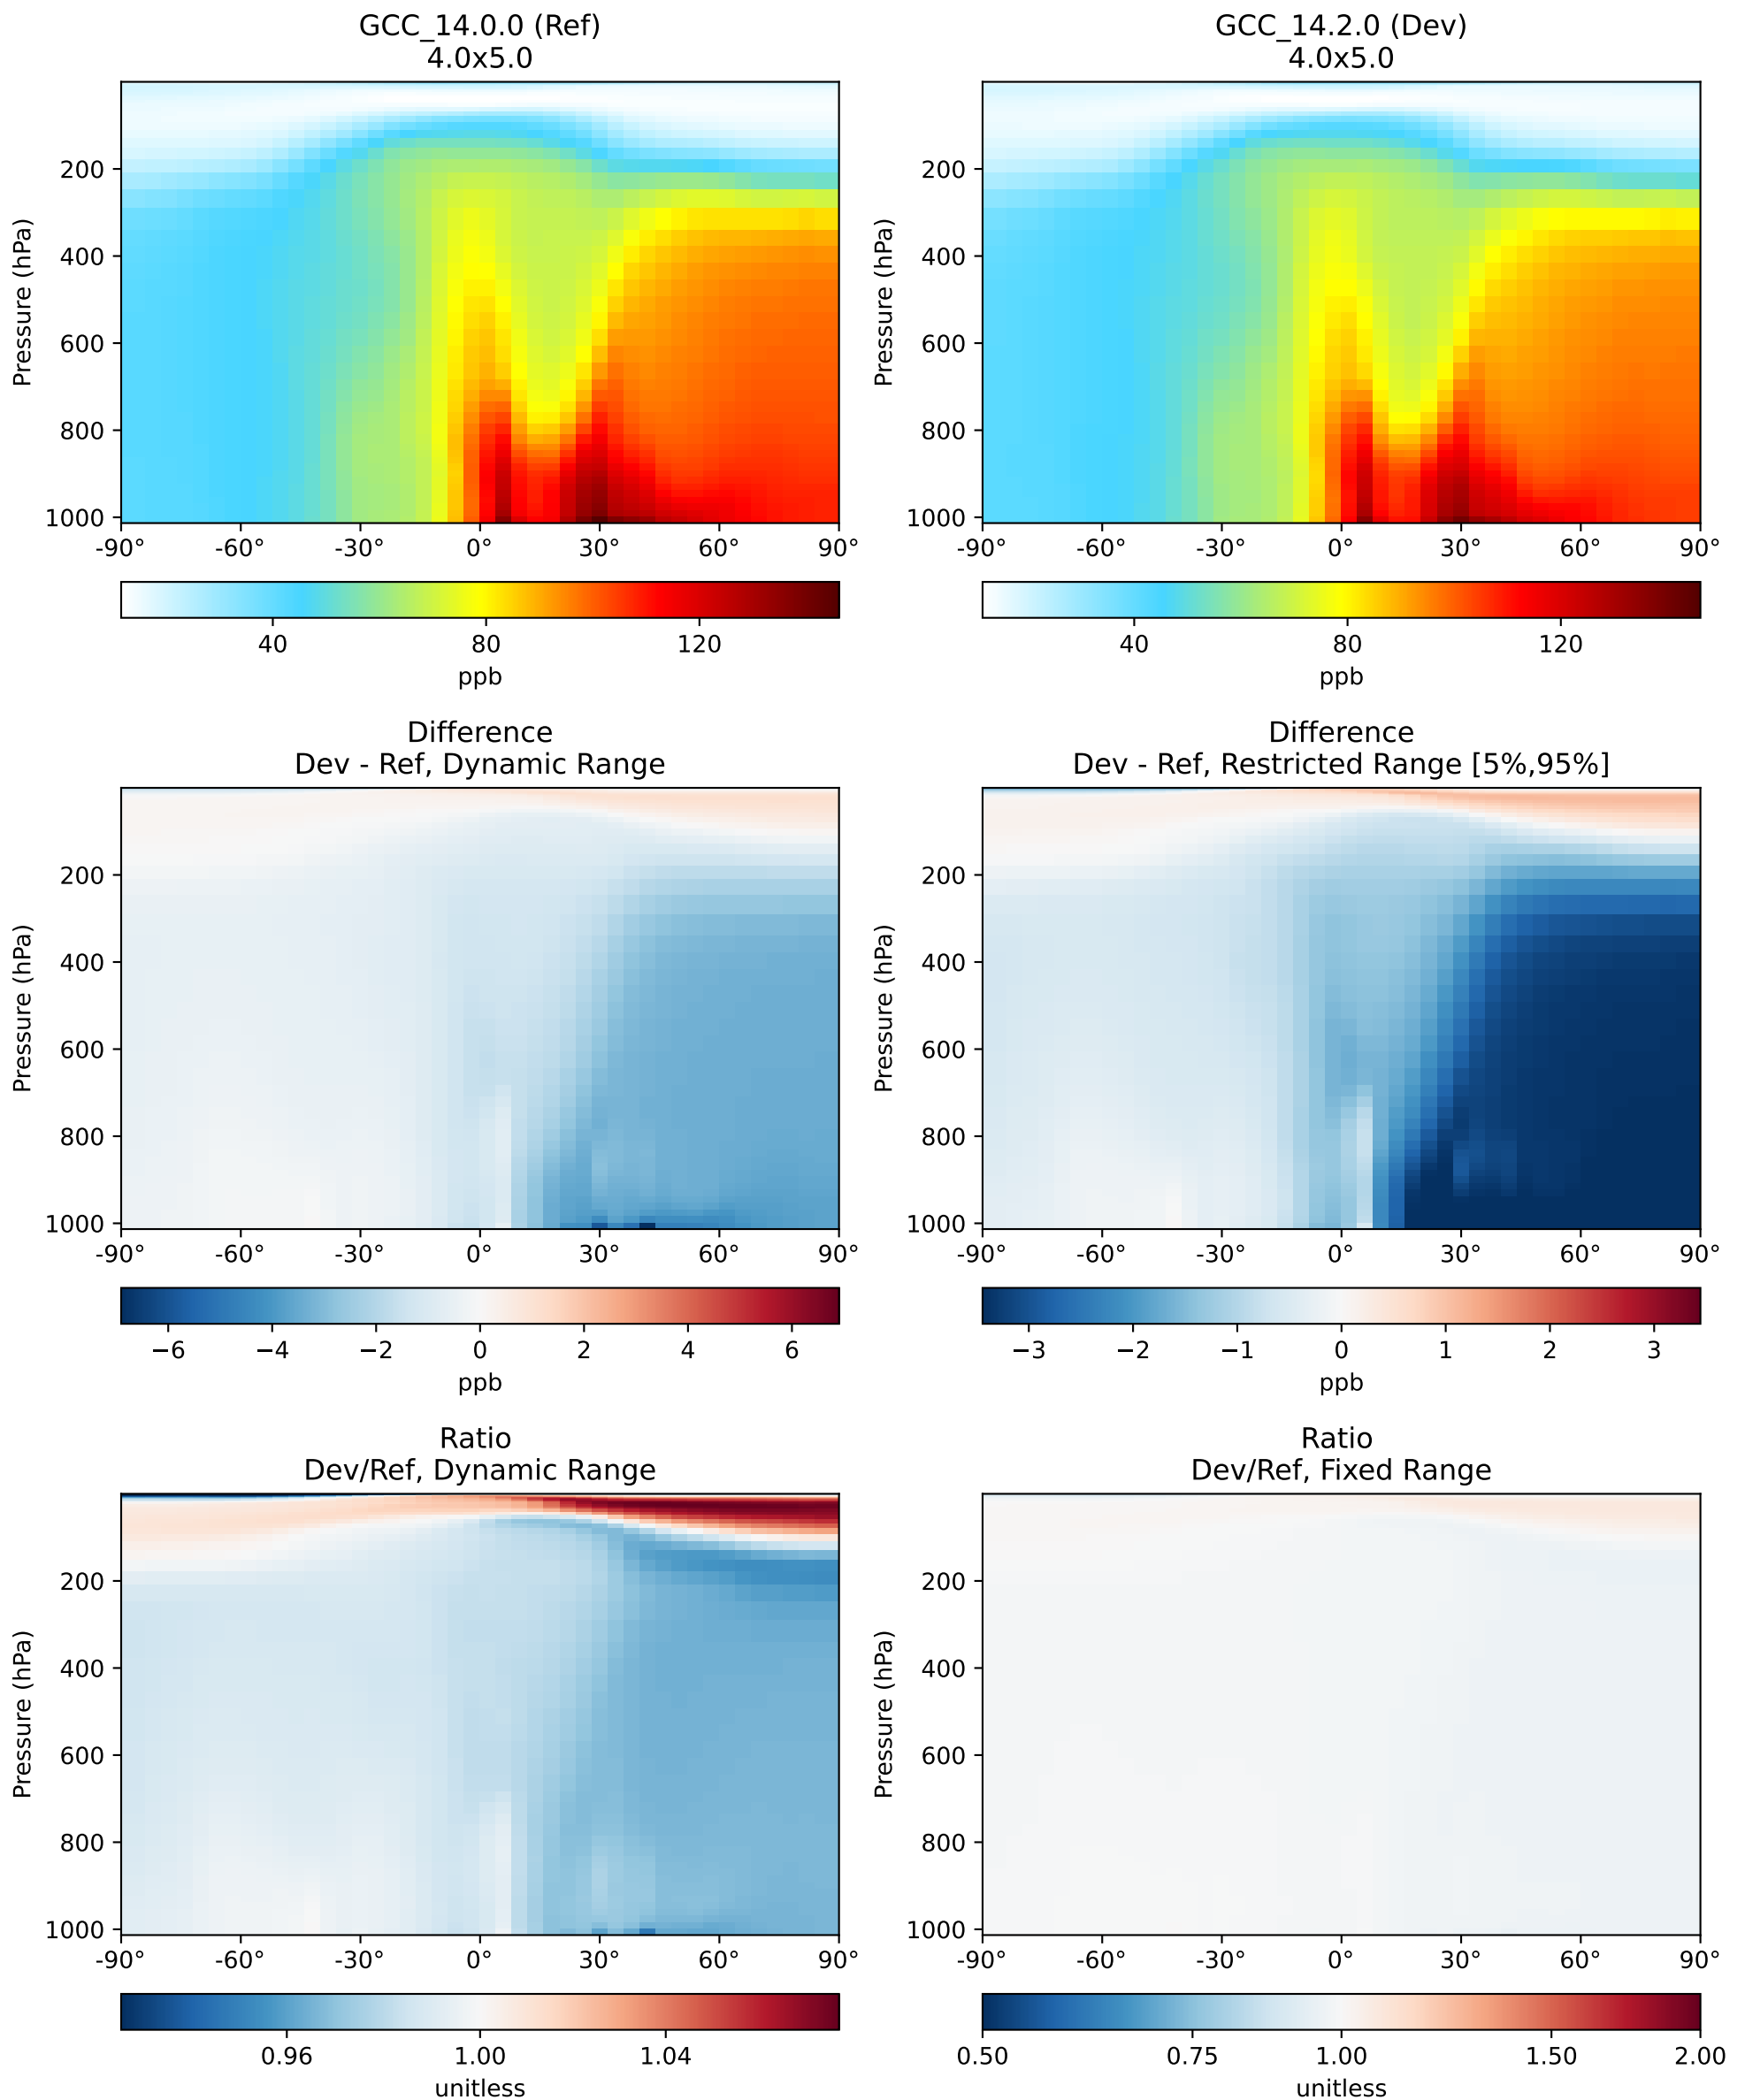 GCC_14.0.0 (Ref)
4.0x5.0
Pressure (hPa)
200
400
600
800
1000
-90° -60° -30° 0° 30° 60° 90°
40 80 120
ppb
GCC_14.2.0 (Dev)
4.0x5.0
Pressure (hPa)
200
400
600
800
1000
-90° -60° -30° 0° 30° 60° 90°
40 80 120
ppb
Difference
Dev - Ref, Dynamic Range
Pressure (hPa)
200
400
600
800
1000
-90° -60° -30° 0° 30° 60° 90°
−6 −4 −2 0 2 4 6
ppb
Difference
Dev - Ref, Restricted Range [5%,95%]
Pressure (hPa)
200
400
600
800
1000
-90° -60° -30° 0° 30° 60° 90°
−3 −2 −1 0 1 2 3
ppb
Ratio
Dev/Ref, Dynamic Range
Pressure (hPa)
200
400
600
800
1000
-90° -60° -30° 0° 30° 60° 90°
0.96 1.00 1.04
unitless
Ratio
Dev/Ref, Fixed Range
Pressure (hPa)
200
400
600
800
1000
-90° -60° -30° 0° 30° 60° 90°
0.50 0.75 1.00 1.50 2.00
unitless